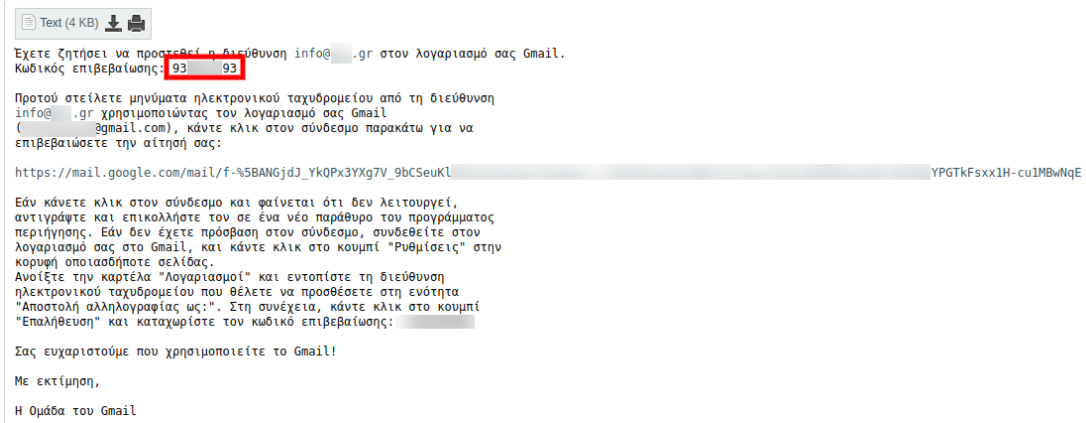 Text (4 KB)
Έχετε ζητήσει να προστεθεί η διεύθυνση info@ .gr στον λογαριασμό σας Gmail.
Κωδικός επιβεβαίωσης: 93 93
Προτού στείλετε μηνύματα ηλεκτρονικού ταχυδρομείου από τη διεύθυνση
info@ .gr χρησιμοποιώντας τον λογαριασμό σας Gmail
( @gmail.com), κάντε κλικ στον σύνδεσμο παρακάτω για να
επιβεβαιώσετε την αίτησή σας:
https://mail.google.com/mail/f-%5BANGjdJ_YkQPx3YXg7V_9bCSeuKl YPGTkFsxx1H-cu1MBwNqE
Εάν κάνετε κλικ στον σύνδεσμο και φαίνεται ότι δεν λειτουργεί,
αντιγράψτε και επικολλήστε τον σε ένα νέο παράθυρο του προγράμματος
περιήγησης. Εάν δεν έχετε πρόσβαση στον σύνδεσμο, συνδεθείτε στον
λογαριασμό σας στο Gmail, και κάντε κλικ στο κουμπί "Ρυθμίσεις" στην
κορυφή οποιασδήποτε σελίδας.
Ανοίξτε την καρτέλα "Λογαριασμοί" και εντοπίστε τη διεύθυνση
ηλεκτρονικού ταχυδρομείου που θέλετε να προσθέσετε στη ενότητα
"Αποστολή αλληλογραφίας ως:". Στη συνέχεια, κάντε κλικ στο κουμπί
"Επαλήθευση" και καταχωρίστε τον κωδικό επιβεβαίωσης:
Σας ευχαριστούμε που χρησιμοποιείτε το Gmail!
Με εκτίμηση,
Η Ομάδα του Gmail